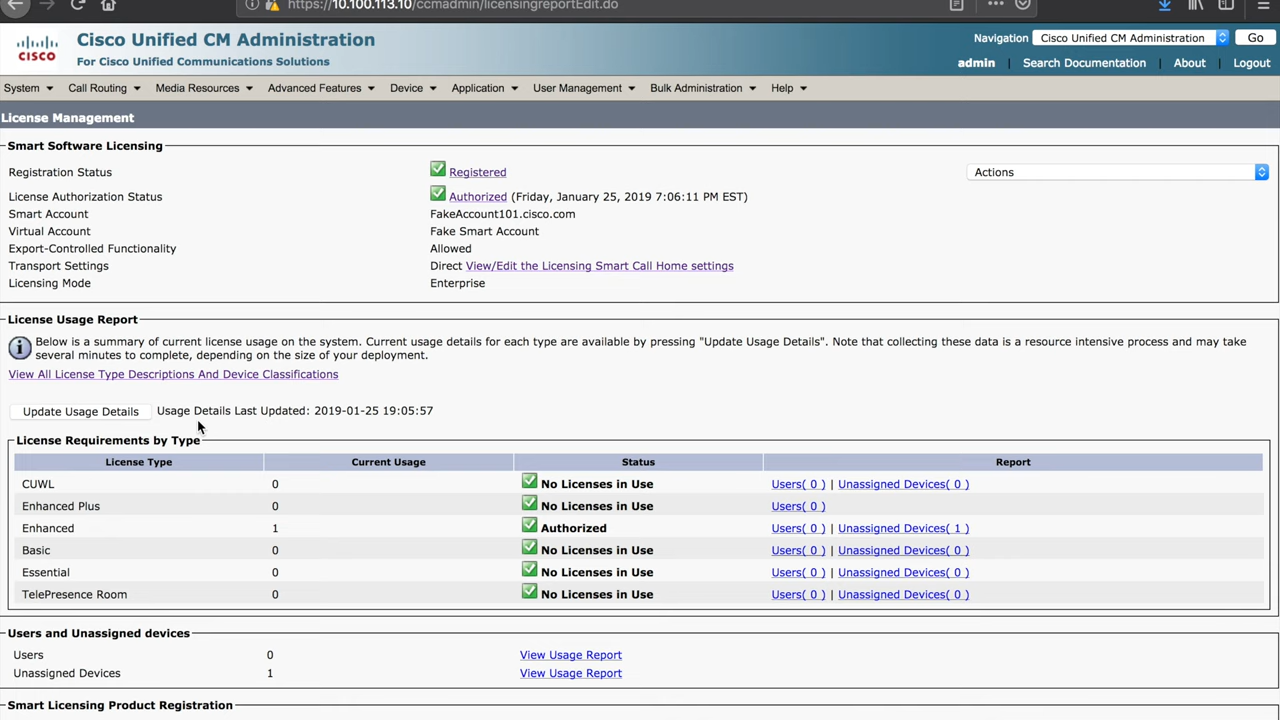 https://10.100.113.10/ccmadmin/licensingreportEdit.do
CISCO
Cisco Unified CM Administration
For Cisco Unified Communications Solutions
Navigation Cisco Unified CM Administration Go
admin | Search Documentation | About | Logout
System Call Routing Media Resources Advanced Features Device Application User Management Bulk Administration Help
License Management
Smart Software Licensing
Registration Status Registered Actions
License Authorization Status Authorized (Friday, January 25, 2019 7:06:11 PM EST)
Smart Account FakeAccount101.cisco.com
Virtual Account Fake Smart Account
Export-Controlled Functionality Allowed
Transport Settings Direct View/Edit the Licensing Smart Call Home settings
Licensing Mode Enterprise
License Usage Report
Below is a summary of current license usage on the system. Current usage details for each type are available by pressing "Update Usage Details". Note that collecting these data is a resource intensive process and may take
several minutes to complete, depending on the size of your deployment.
View All License Type Descriptions And Device Classifications
Update Usage Details Usage Details Last Updated: 2019-01-25 19:05:57
License Requirements by Type
License Type Current Usage Status Report
CUWL 0 No Licenses in Use Users( 0 ) | Unassigned Devices( 0 )
Enhanced Plus 0 No Licenses in Use Users( 0 )
Enhanced 1 Authorized Users( 0 ) | Unassigned Devices( 1 )
Basic 0 No Licenses in Use Users( 0 ) | Unassigned Devices( 0 )
Essential 0 No Licenses in Use Users( 0 ) | Unassigned Devices( 0 )
TelePresence Room 0 No Licenses in Use Users( 0 ) | Unassigned Devices( 0 )
Users and Unassigned devices
Users 0 View Usage Report
Unassigned Devices 1 View Usage Report
Smart Licensing Product Registration